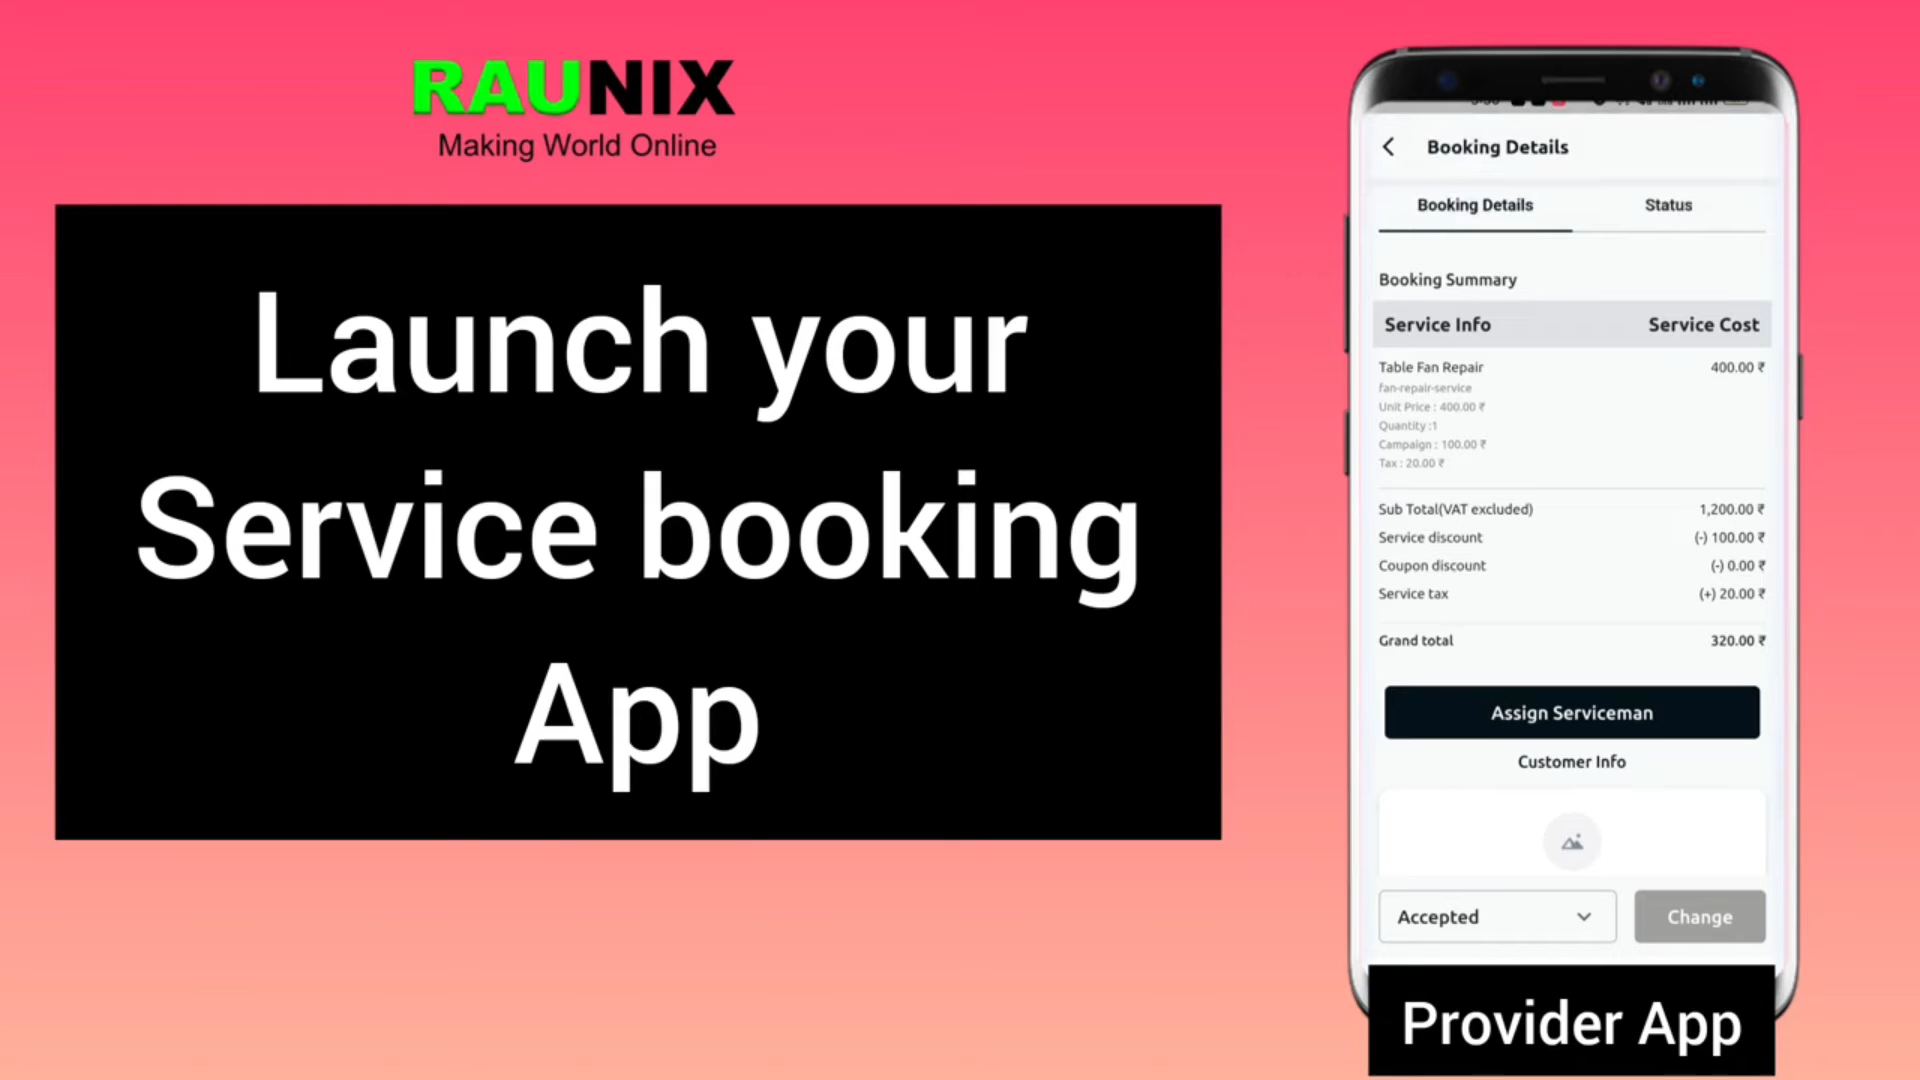 RAUNIX
Making World Online
Launch your
Service booking
App
Booking Details
Booking Details Status
Booking Summary
Service Info Service Cost
Table Fan Repair 400.00 ₹
fan-repair-service
Unit Price : 400.00 ₹
Quantity :1
Campaign : 100.00 ₹
Tax : 20.00 ₹
Sub Total(VAT excluded) 1,200.00 ₹
Service discount (-) 100.00 ₹
Coupon discount (-) 0.00 ₹
Service tax (+) 20.00 ₹
Grand total 320.00 ₹
Assign Serviceman
Customer Info
Accepted Change
Provider App